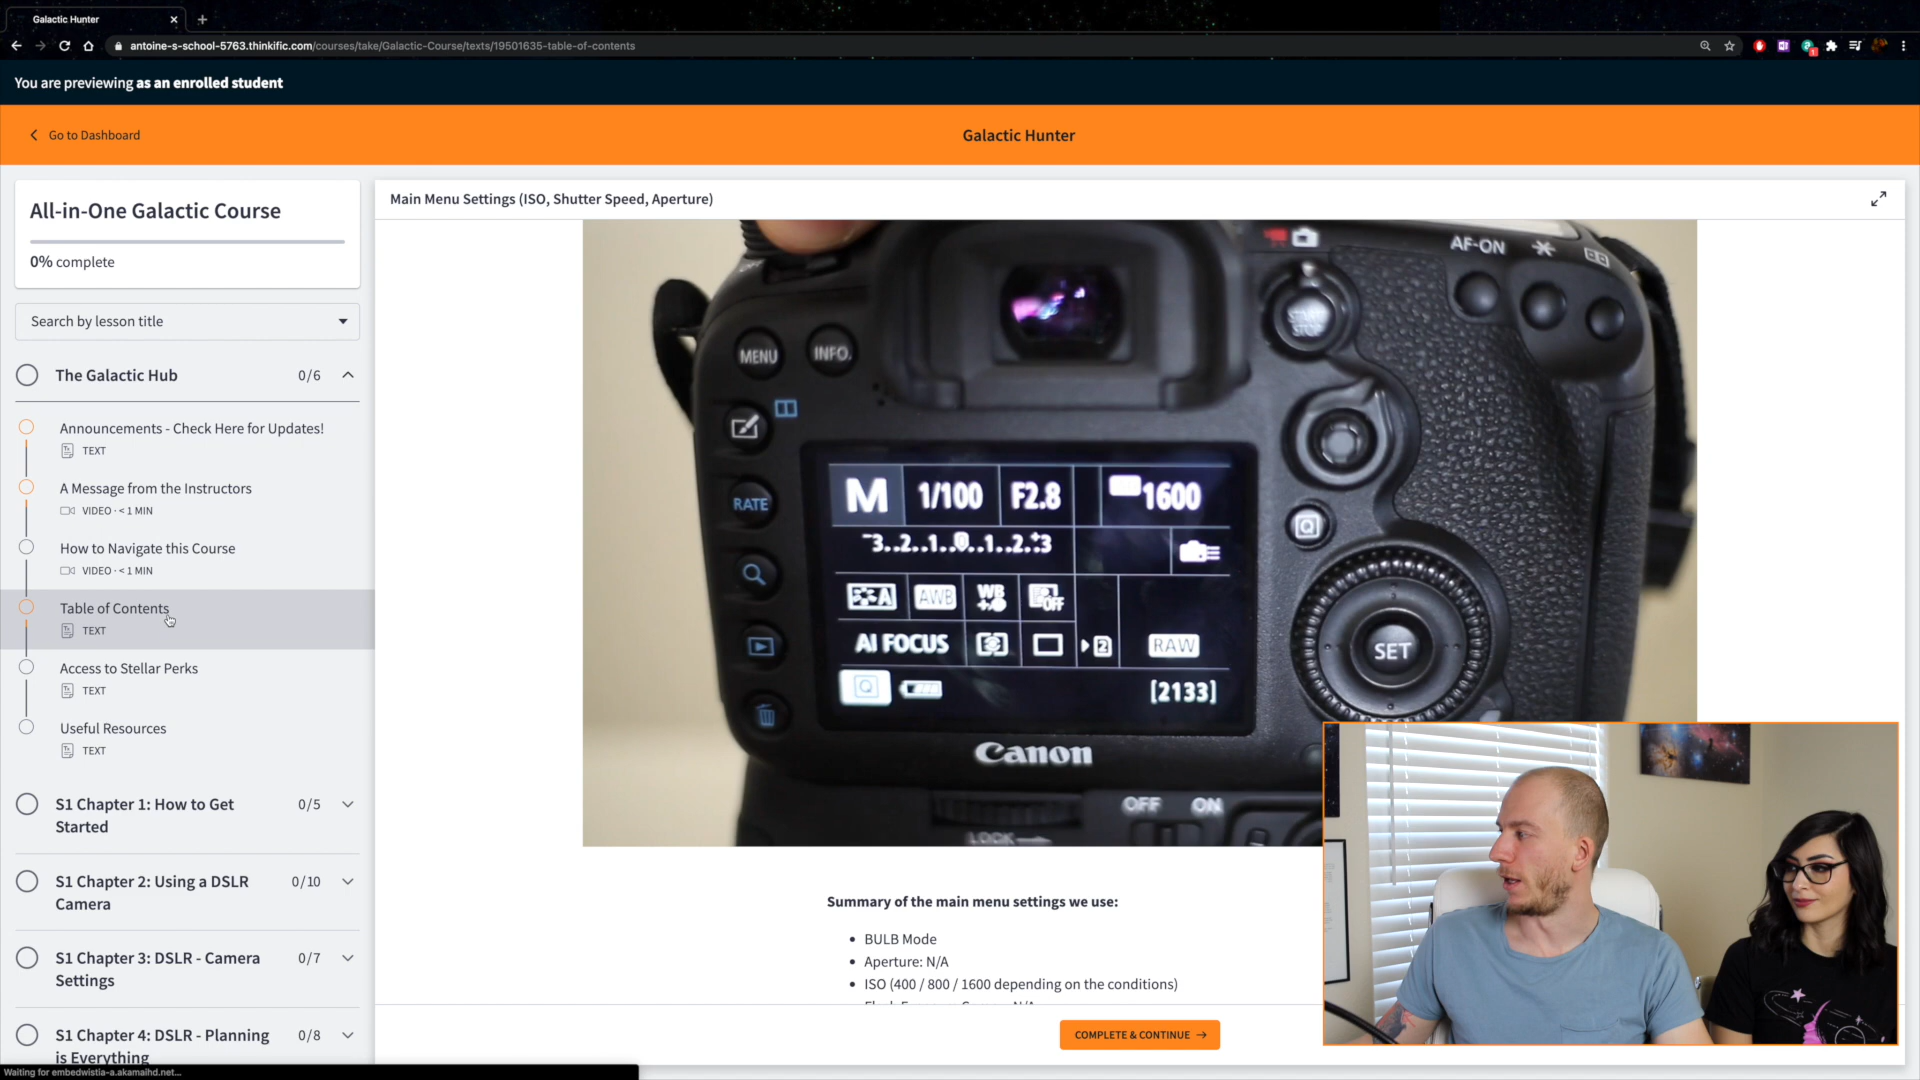 Galactic Hunter
antoine-s-school-5763.thinkific.com/courses/take/Galactic-Course/texts/19501635-table-of-contents
You are previewing as an enrolled student
Go to Dashboard
Galactic Hunter
All-in-One Galactic Course
0% complete
Search by lesson title
The Galactic Hub 0/6
Announcements - Check Here for Updates!
TEXT
A Message from the Instructors
VIDEO · < 1 MIN
How to Navigate this Course
VIDEO · < 1 MIN
Table of Contents
TEXT
Access to Stellar Perks
TEXT
Useful Resources
TEXT
S1 Chapter 1: How to Get
Started
0/5
S1 Chapter 2: Using a DSLR
Camera
0/10
S1 Chapter 3: DSLR - Camera
Settings
0/7
S1 Chapter 4: DSLR - Planning
is Everything
0/8
Waiting for embedwistia-a.akamaihd.net...
Main Menu Settings (ISO, Shutter Speed, Aperture)
AF-ON
START
STOP
MENU
INFO.
RATE
M 1/100 F2.8 1600
-3..2..1..0..1..2.+3
A AWB WB OFF
AI FOCUS 2 RAW
Q [2133]
Q
SET
Canon
OFF ON
LOCK
Summary of the main menu settings we use:
• BULB Mode
• Aperture: N/A
• ISO (400 / 800 / 1600 depending on the conditions)
COMPLETE & CONTINUE →